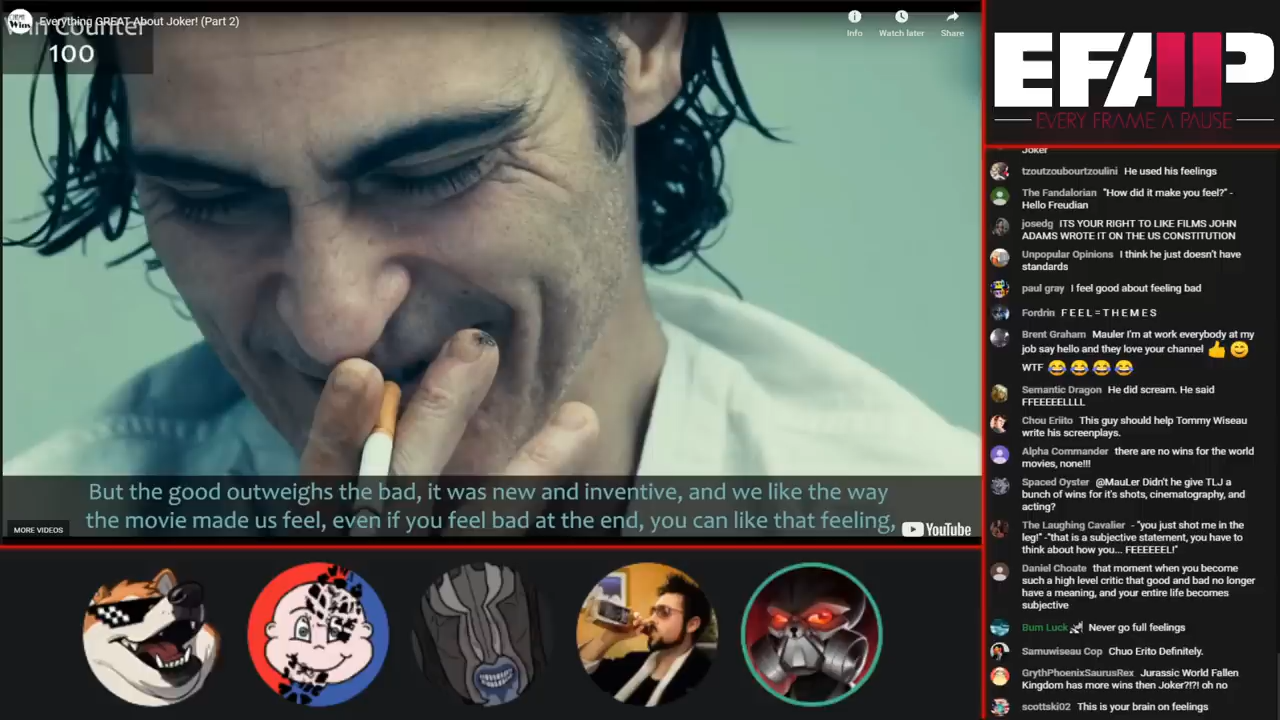 Everything GREAT About Joker! (Part 2)
Win Counter
100
Info
Watch later
Share
But the good outweighs the bad, it was new and inventive, and we like the way
the movie made us feel, even if you feel bad at the end, you can like that feeling,
MORE VIDEOS
YouTube
EFAP
EVERY FRAME A PAUSE
Joker
tzoutzoubourtzoulini He used his feelings
The Fandalorian "How did it make you feel?" -
Hello Freudian
josedg ITS YOUR RIGHT TO LIKE FILMS JOHN
ADAMS WROTE IT ON THE US CONSTITUTION
Unpopular Opinions I think he just doesn't have
standards
paul gray I feel good about feeling bad
Fordrin F E E L = T H E M E S
Brent Graham Mauler I'm at work everybody at my
job say hello and they love your channel 👍 😊
WTF 😂 😂 😂 😂
Semantic Dragon He did scream. He said
FFEEEEELLLL
Chou Eriito This guy should help Tommy Wiseau
write his screenplays.
Alpha Commander there are no wins for the world
movies, none!!!
Spaced Oyster @MauLer Didn't he give TLJ a
bunch of wins for it's shots, cinematography, and
acting?
The Laughing Cavalier - "you just shot me in the
leg!" -"that is a subjective statement, you have to
think about how you... FEEEEEEL!"
Daniel Choate that moment when you become
such a high level critic that good and bad no longer
have a meaning, and your entire life becomes
subjective
Bum Luck Never go full feelings
Samuwiseau Cop Chuo Erito Definitely.
GrythPhoenixSaurusRex Jurassic World Fallen
Kingdom has more wins then Joker?!?! oh no
scottski02 This is your brain on feelings